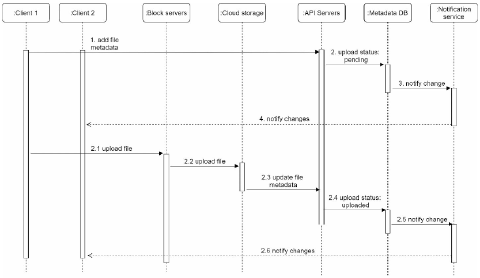 :Client 1
:Client 2
:Block servers
:Cloud storage
:API Servers
:Metadata DB
:Notification
service
1. add file
metadata
2. upload status:
pending
3. notify change
4. notify changes
2.1 upload file
2.2 upload file
2.3 update file
metadata
2.4 upload status:
uploaded
2.5 notify change
2.6 notify changes